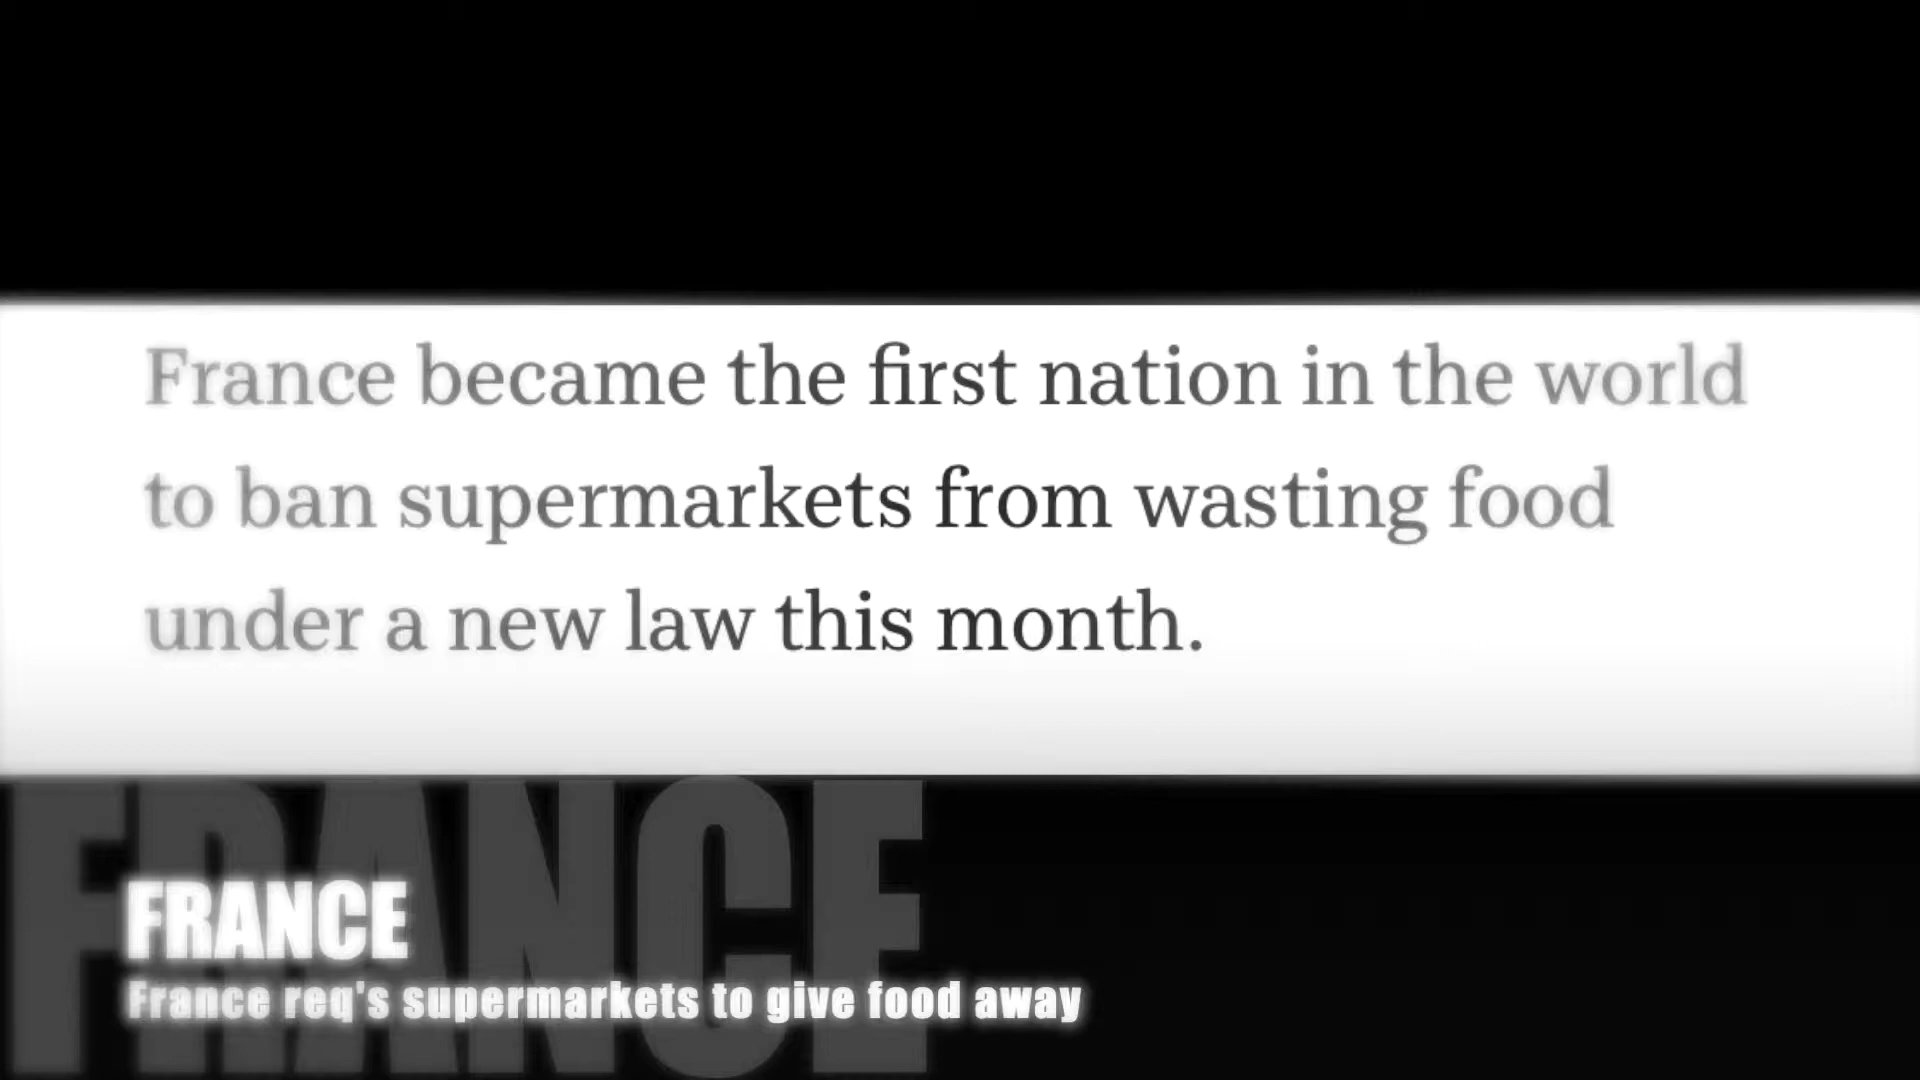 France became the first nation in the world
to ban supermarkets from wasting food
under a new law this month.
FRANCE
FRANCE
France req's supermarkets to give food away